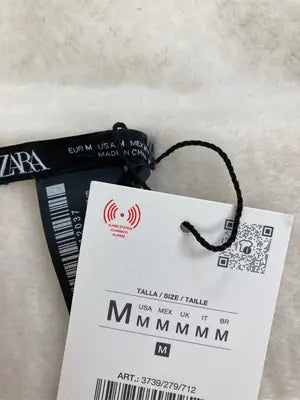 ZARA
EUR M USA M MEX
MADE IN CH
2037
TALLA / SIZE / TAILLE
USA MEX UK IT BR
M M M M M M
M
ART.: 3739/279/712